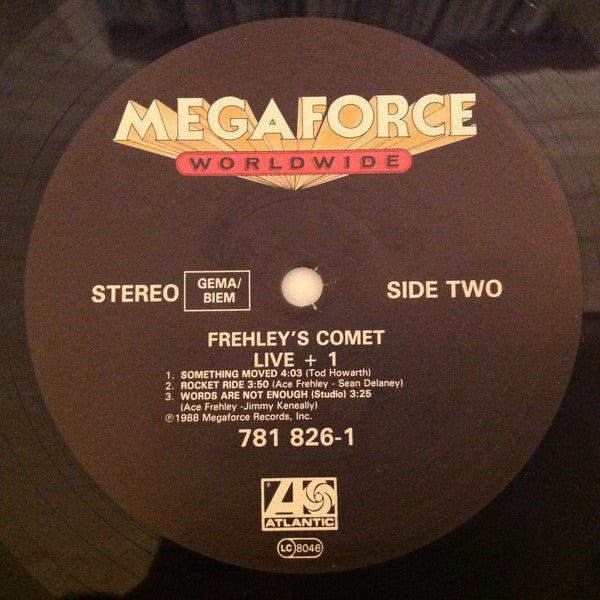 MEGAFORCE
WORLDWIDE
STEREO GEMA/ BIEM SIDE TWO
FREHLEY'S COMET
LIVE + 1
1. SOMETHING MOVED 4:03 (Tod Howarth)
2. ROCKET RIDE 3:50 (Ace Frehley - Sean Delaney)
3. WORDS ARE NOT ENOUGH (Studio) 3:25
(Ace Frehley -Jimmy Keneally)
℗1988 Megaforce Records, Inc.
781 826-1
ATLANTIC
LC 8046